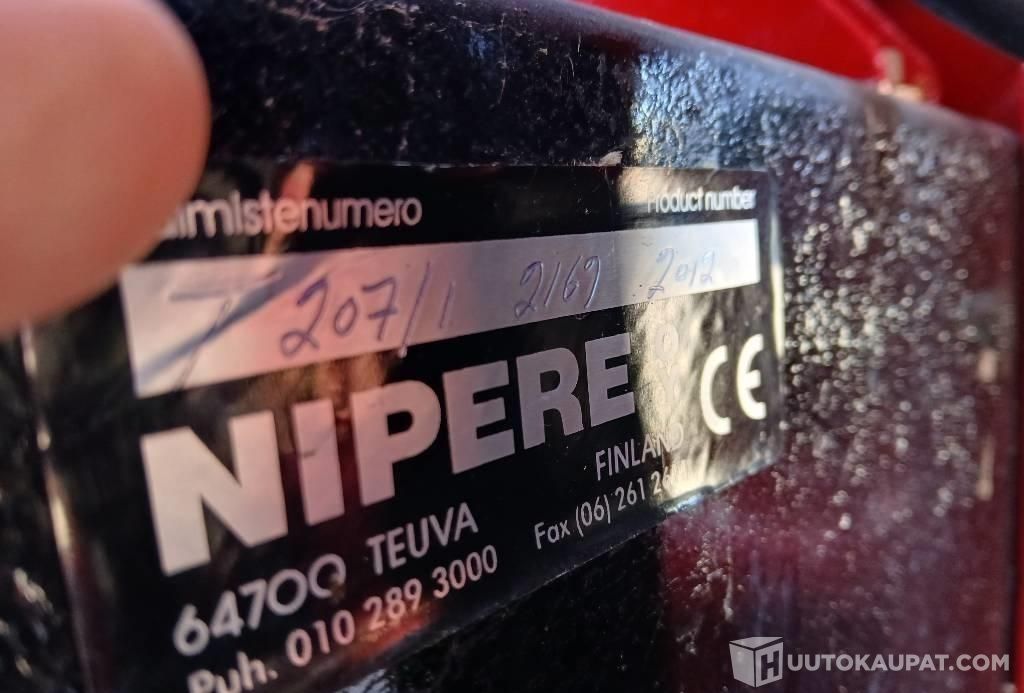 Product number
T 207/1 2169 2012
NIPERE OY
CE
FINLAND
64700 TEUVA
Fax (06) 261
Puh. 010 289 3000
HUUTOKAUPAT.COM